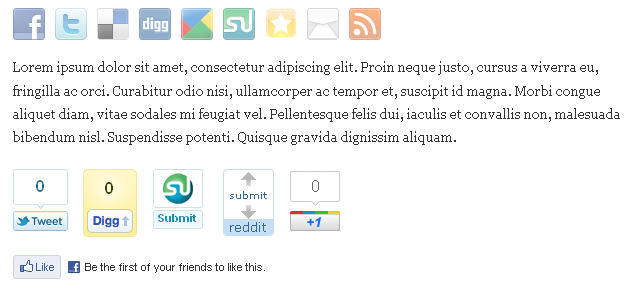 f t digg
Lorem ipsum dolor sit amet, consectetur adipiscing elit. Proin neque justo, cursus a viverra eu,
fringilla ac orci. Curabitur odio nisi, ullamcorper ac tempor et, suscipit id magna. Morbi congue
aliquet diam, vitae sodales mi feugiat vel. Pellentesque felis dui, iaculis et convallis non, malesuada
bibendum nisl. Suspendisse potenti. Quisque gravida dignissim aliquam.
0 0 submit 0
Tweet Digg Submit reddit +1
Like f Be the first of your friends to like this.